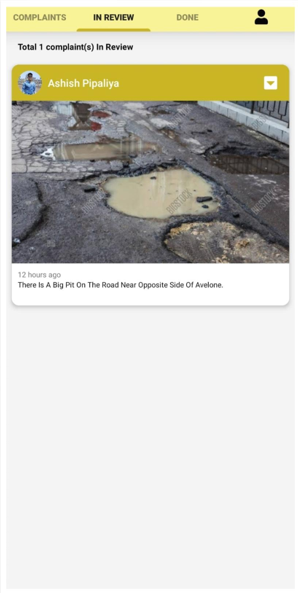 COMPLAINTS IN REVIEW DONE
Total 1 complaint(s) In Review
Ashish Pipaliya
12 hours ago
There Is A Big Pit On The Road Near Opposite Side Of Avelone.